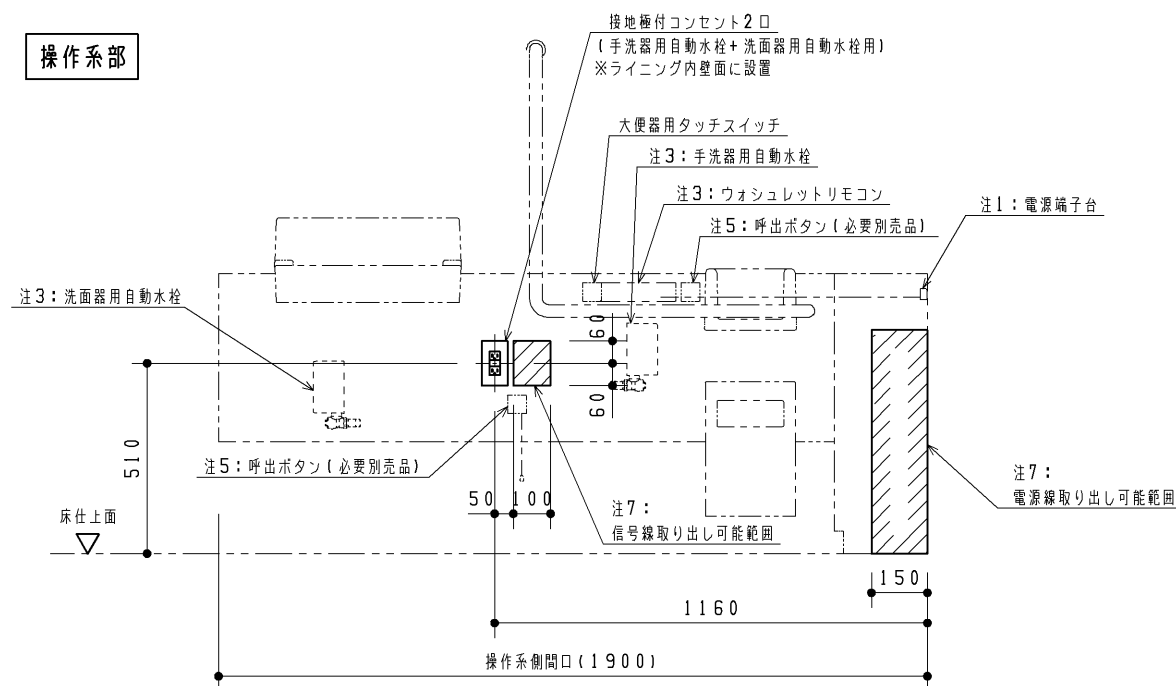 操作系部
接地極付コンセント2口
(手洗器用自動水栓+洗面器用自動水栓用)
※ライニング内壁面に設置
大便器用タッチスイッチ
注3:手洗器用自動水栓
注3:ウォシュレットリモコン
注5:呼出ボタン(必要別売品)
注1:電源端子台
注3:洗面器用自動水栓
60
60
510
注5:呼出ボタン(必要別売品)
50
100
注7:
信号線取り出し可能範囲
注7:
電源線取り出し可能範囲
床仕上面
150
1160
操作系側間口(1900)